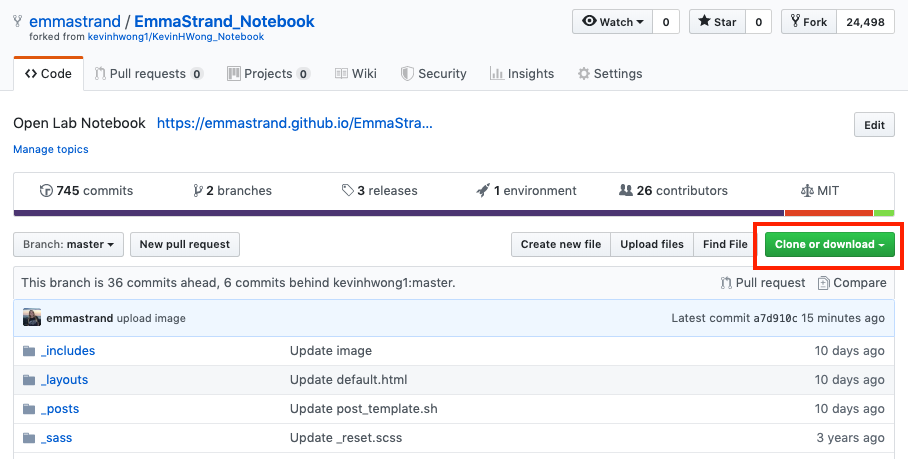 emmastrand / EmmaStrand_Notebook
forked from kevinhwong1/KevinHWong_Notebook
Watch 0 Star 0 Fork 24,498
Code Pull requests 0 Projects 0 Wiki Security Insights Settings
Open Lab Notebook https://emmastrand.github.io/EmmaStra...
Edit
Manage topics
745 commits 2 branches 3 releases 1 environment 26 contributors MIT
Branch: master New pull request Create new file Upload files Find File Clone or download
This branch is 36 commits ahead, 6 commits behind kevinhwong1:master. Pull request Compare
emmastrand upload image Latest commit a7d910c 15 minutes ago
_includes Update image 10 days ago
_layouts Update default.html 10 days ago
_posts Update post_template.sh 10 days ago
_sass Update _reset.scss 3 years ago